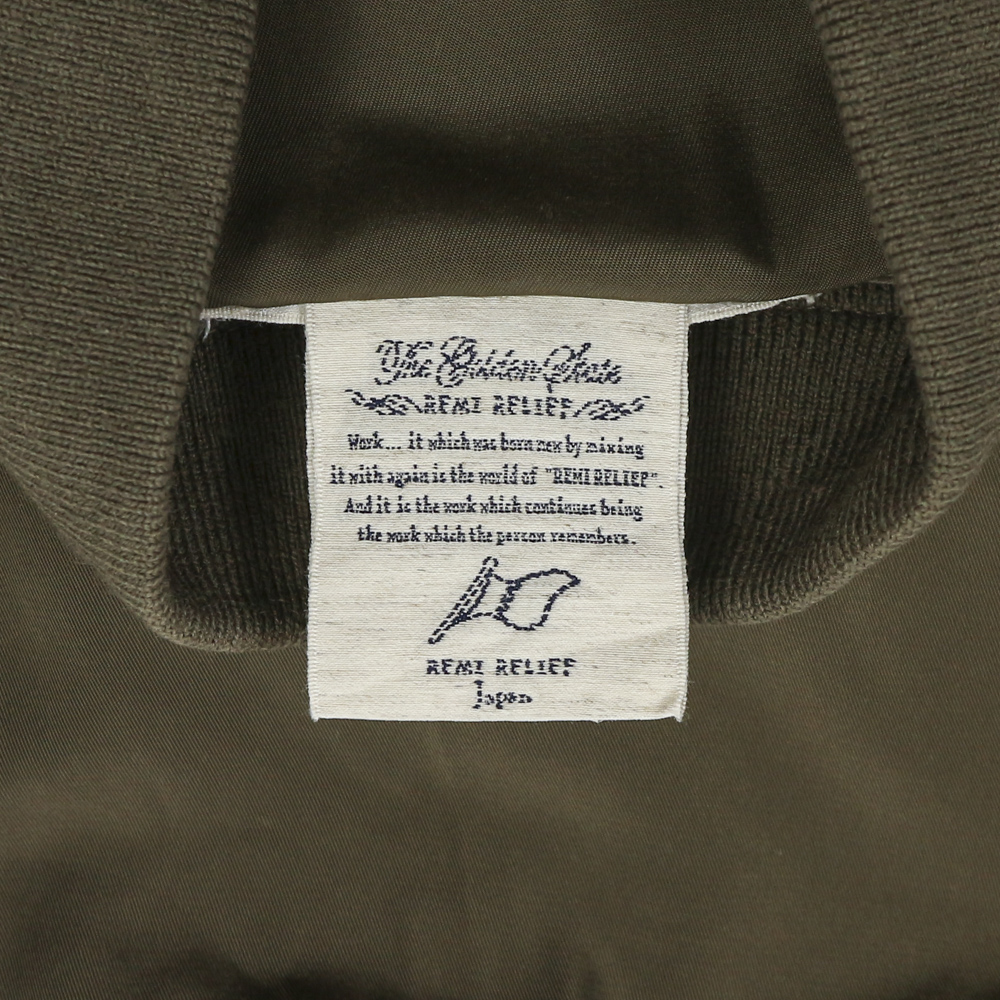 The Golden State
REMI RELIEF
Work... it which was born new by mixing
it with again is the world of "REMI RELIEF".
And it is the work which continues being
the work which the person remembers.
REMI RELIEF
Japan